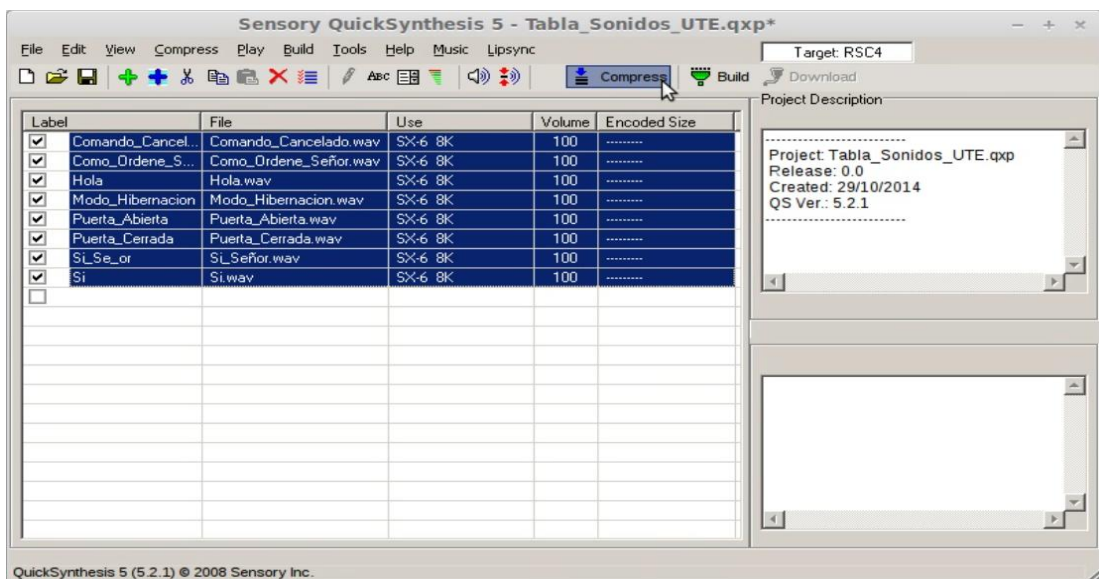 Sensory QuickSynthesis 5 - Tabla_Sonidos_UTE.qxp*
File Edit View Compress Play Build Tools Help Music Lipsync
Target: RSC4
ABC Compress Build Download
Project Description
Label File Use Volume Encoded Size
Comando_Cancel... Comando_Cancelado.wav SX-6 8K 100 ---------
Como_Ordene_S... Como_Ordene_Señor.wav SX-6 8K 100 ---------
Hola Hola.wav SX-6 8K 100 ---------
Modo_Hibernacion Modo_Hibernacion.wav SX-6 8K 100 ---------
Puerta_Abierta Puerta_Abierta.wav SX-6 8K 100 ---------
Puerta_Cerrada Puerta_Cerrada.wav SX-6 8K 100 ---------
Si_Se_or Si_Señor.wav SX-6 8K 100 ---------
Si Si.wav SX-6 8K 100 ---------
--------------------------
Project: Tabla_Sonidos_UTE.qxp
Release: 0.0
Created: 29/10/2014
QS Ver.: 5.2.1
--------------------------
QuickSynthesis 5 (5.2.1) © 2008 Sensory Inc.